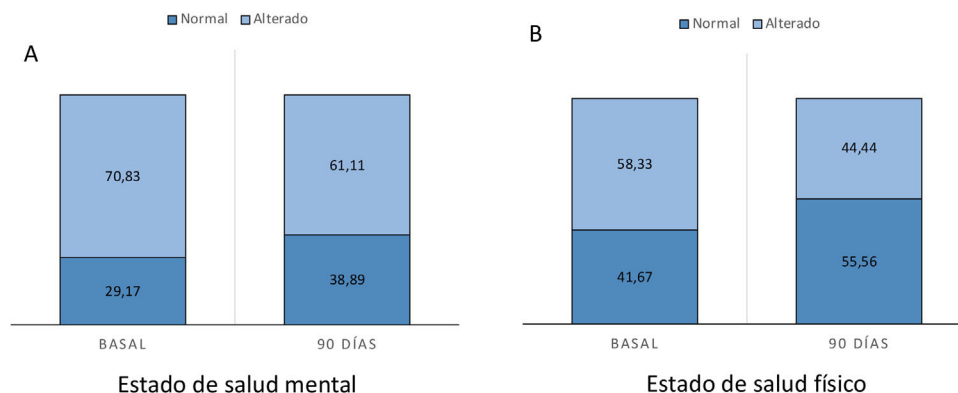 Normal Alterado
A
70,83
61,11
29,17
38,89
BASAL 90 DÍAS
Estado de salud mental
Normal Alterado
B
58,33
44,44
41,67
55,56
BASAL 90 DÍAS
Estado de salud físico